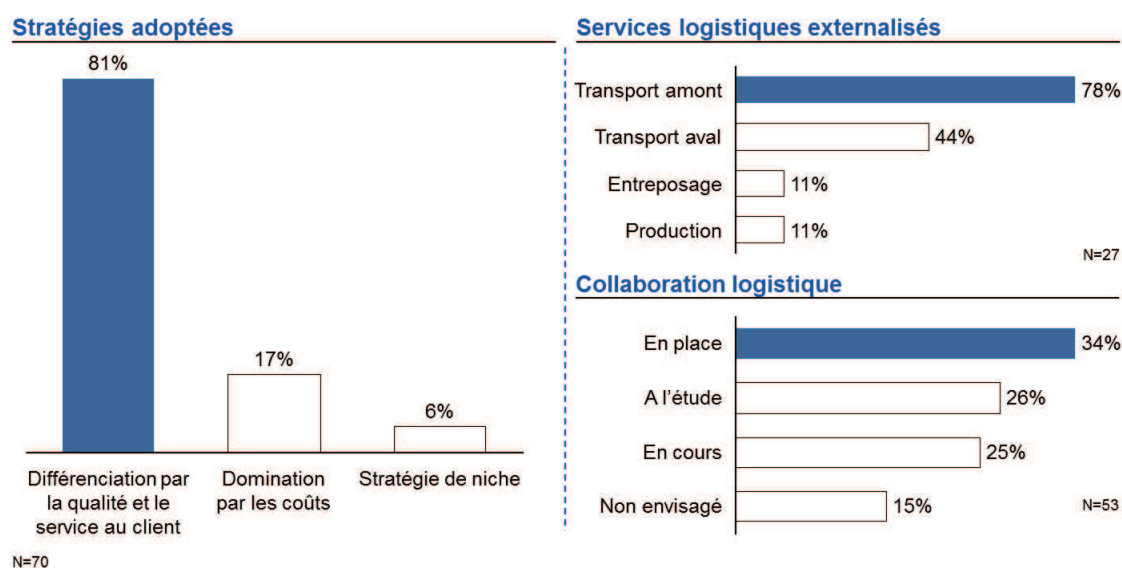 Stratégies adoptées
81%
17%
6%
Différenciation par
la qualité et le
service au client
Domination
par les coûts
Stratégie de niche
N=70
Services logistiques externalisés
Transport amont 78%
Transport aval 44%
Entreposage 11%
Production 11%
N=27
Collaboration logistique
En place 34%
A l'étude 26%
En cours 25%
Non envisagé 15%
N=53